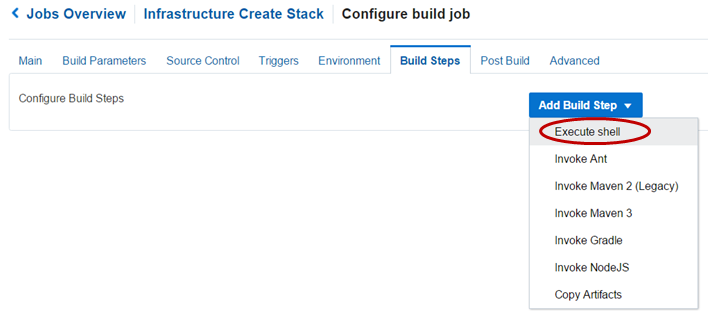 Jobs Overview Infrastructure Create Stack Configure build job
Main Build Parameters Source Control Triggers Environment Build Steps Post Build Advanced
Configure Build Steps
Add Build Step
Execute shell
Invoke Ant
Invoke Maven 2 (Legacy)
Invoke Maven 3
Invoke Gradle
Invoke NodeJS
Copy Artifacts